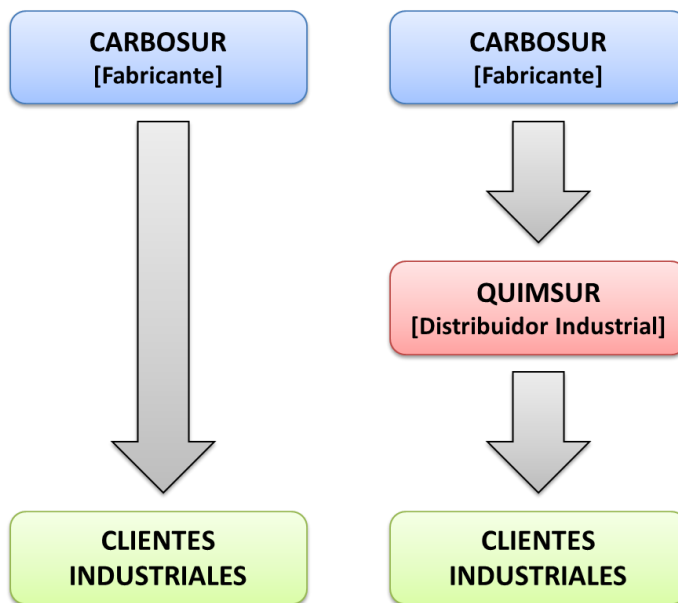 CARBOSUR
[Fabricante]
CLIENTES
INDUSTRIALES
CARBOSUR
[Fabricante]
QUIMSUR
[Distribuidor Industrial]
CLIENTES
INDUSTRIALES